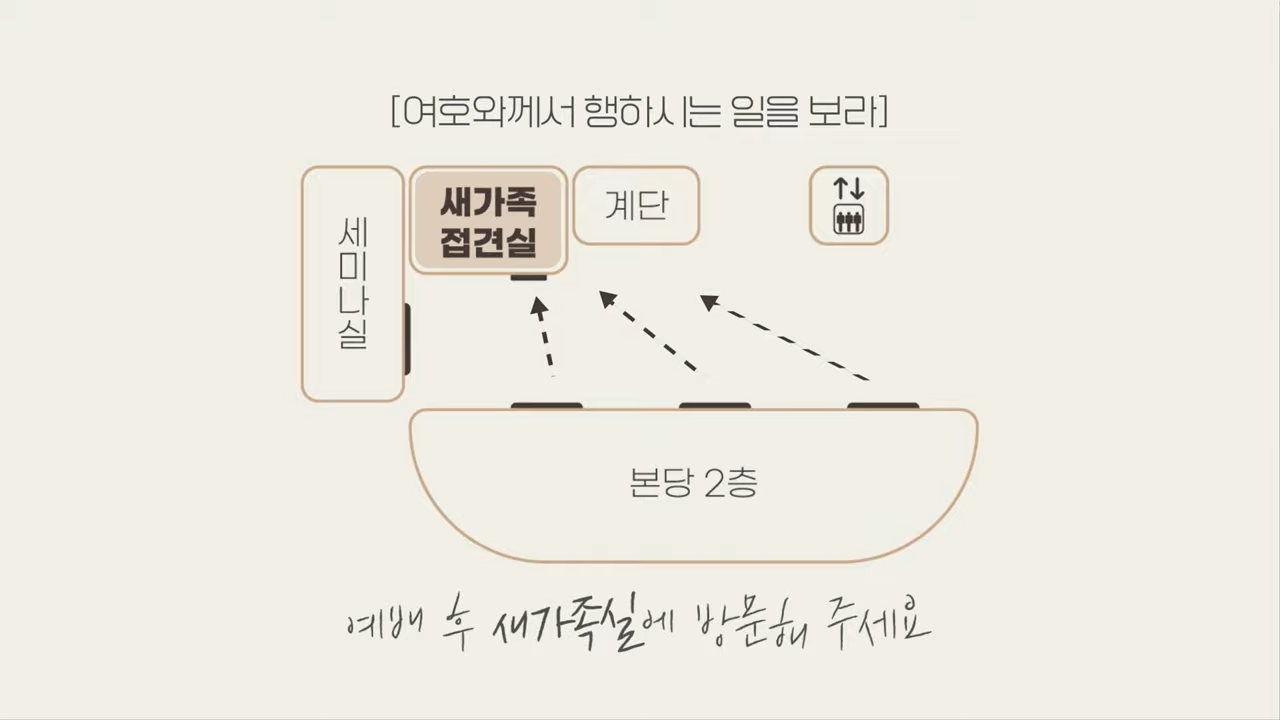 [여호와께서 행하시는 일을 보라]
세미나실
새가족
접견실
계단
본당 2층
예배 후 새가족실에 방문해 주세요